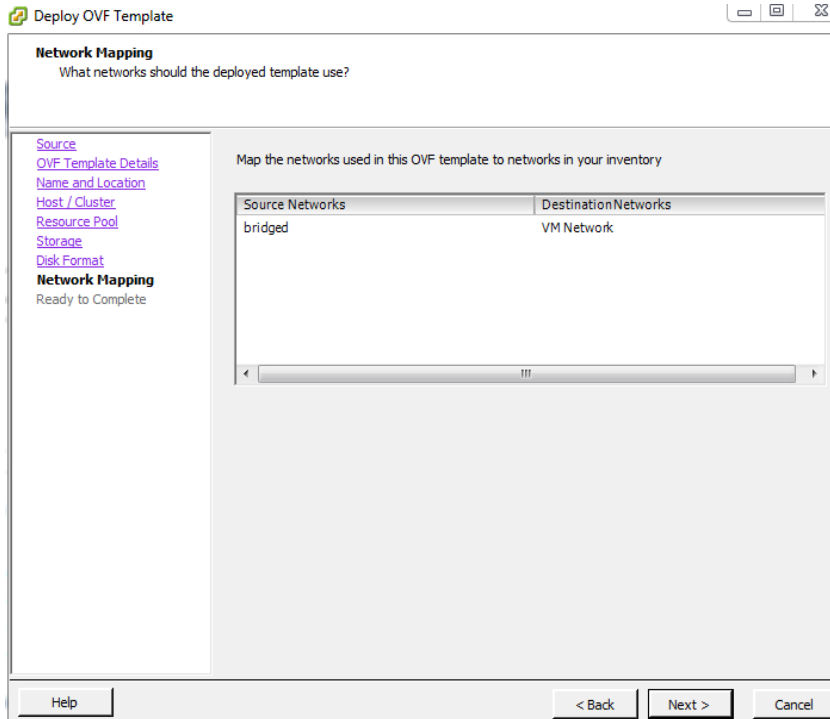 Deploy OVF Template
Network Mapping
What networks should the deployed template use?
Source
OVF Template Details
Name and Location
Host / Cluster
Resource Pool
Storage
Disk Format
Network Mapping
Ready to Complete
Map the networks used in this OVF template to networks in your inventory
Source Networks DestinationNetworks
bridged VM Network
Help < Back Next > Cancel